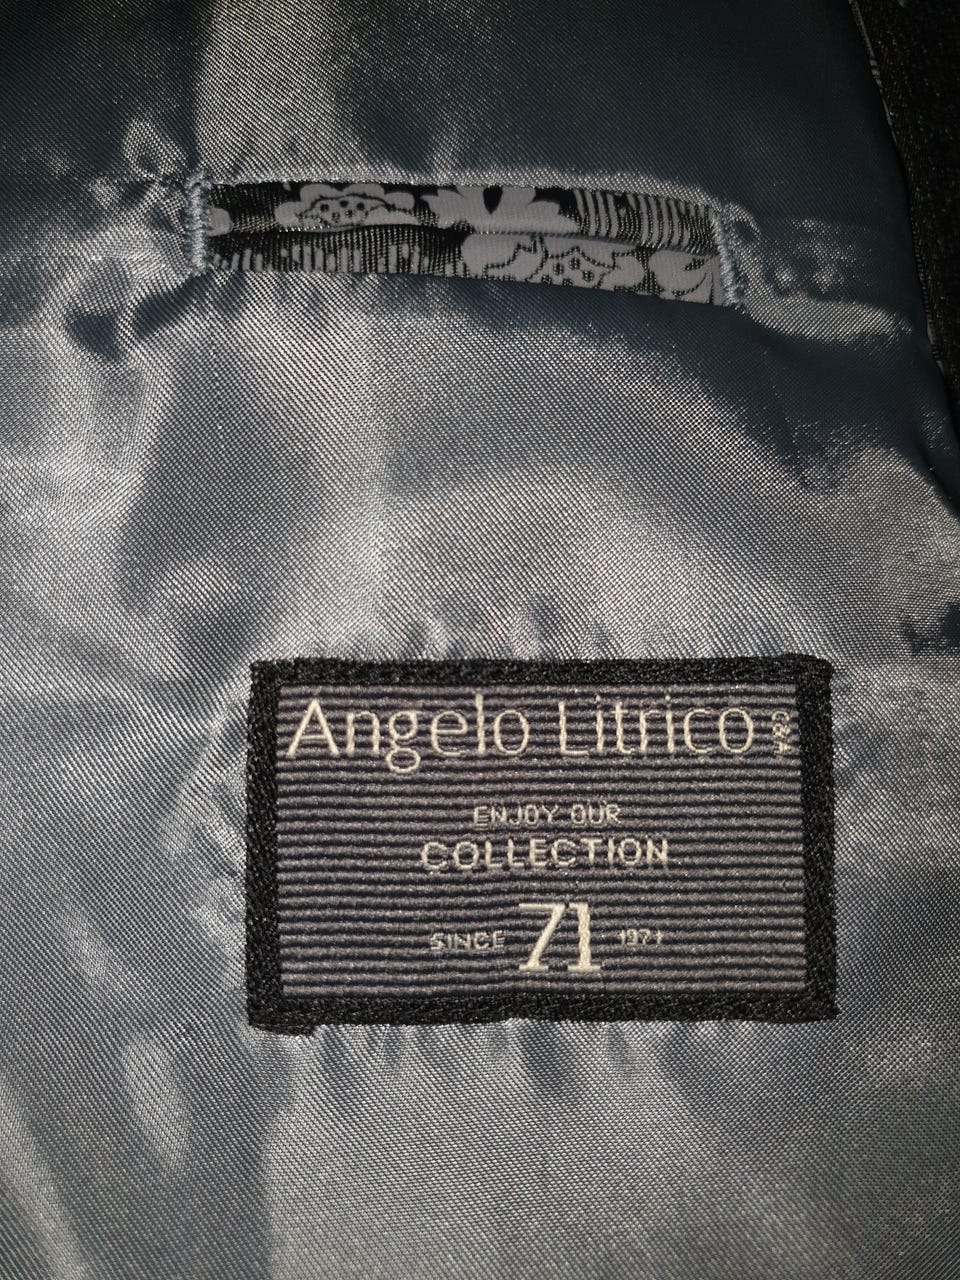 Angelo Litrico
C&A
ENJOY OUR
COLLECTION
SINCE 71 1971